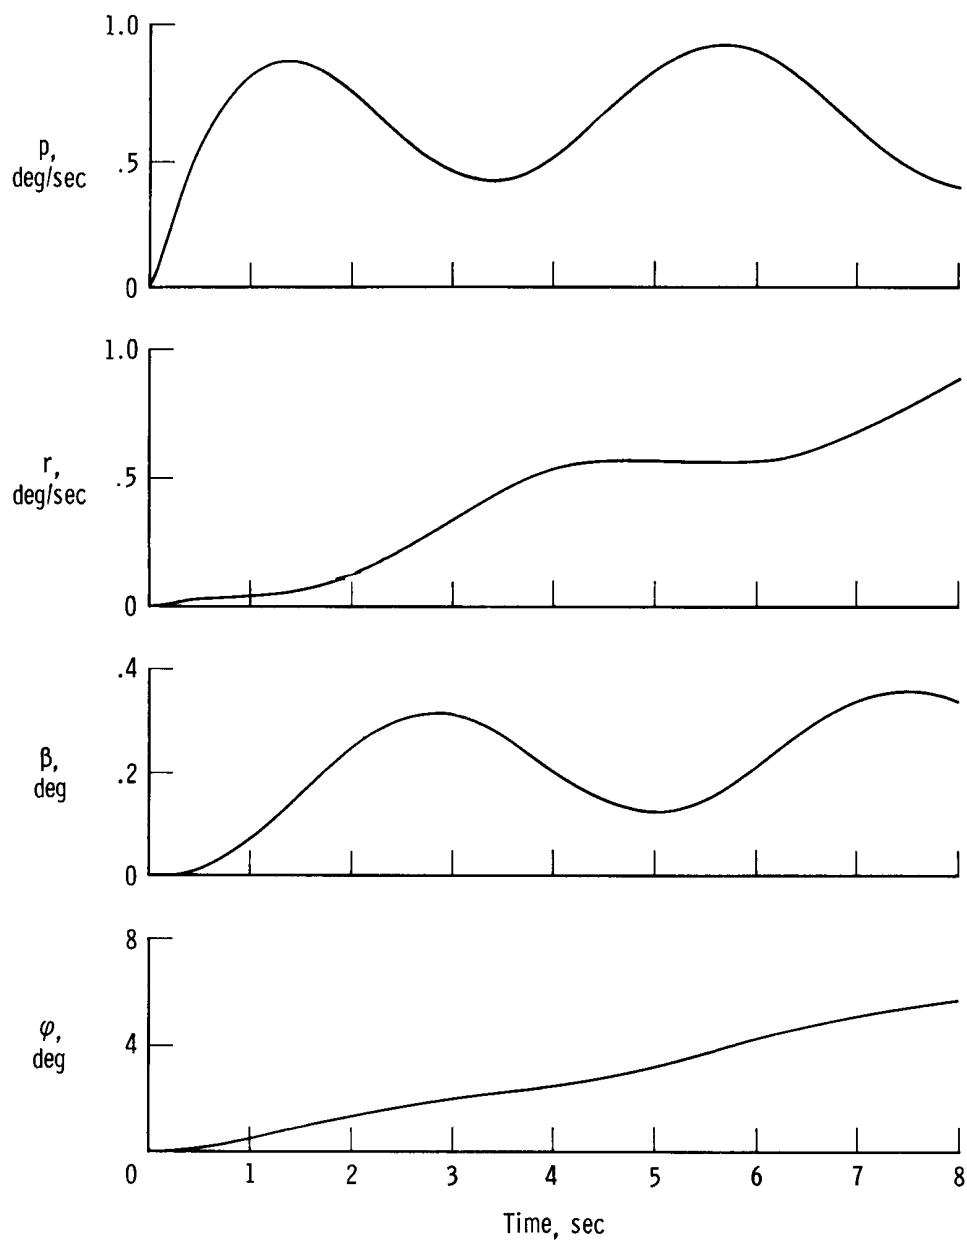 1.0
p,
deg/sec
.5
0
1.0
r,
deg/sec
.5
0
.4
β,
deg
.2
0
8
φ,
deg
4
0 1 2 3 4 5 6 7 8
Time, sec